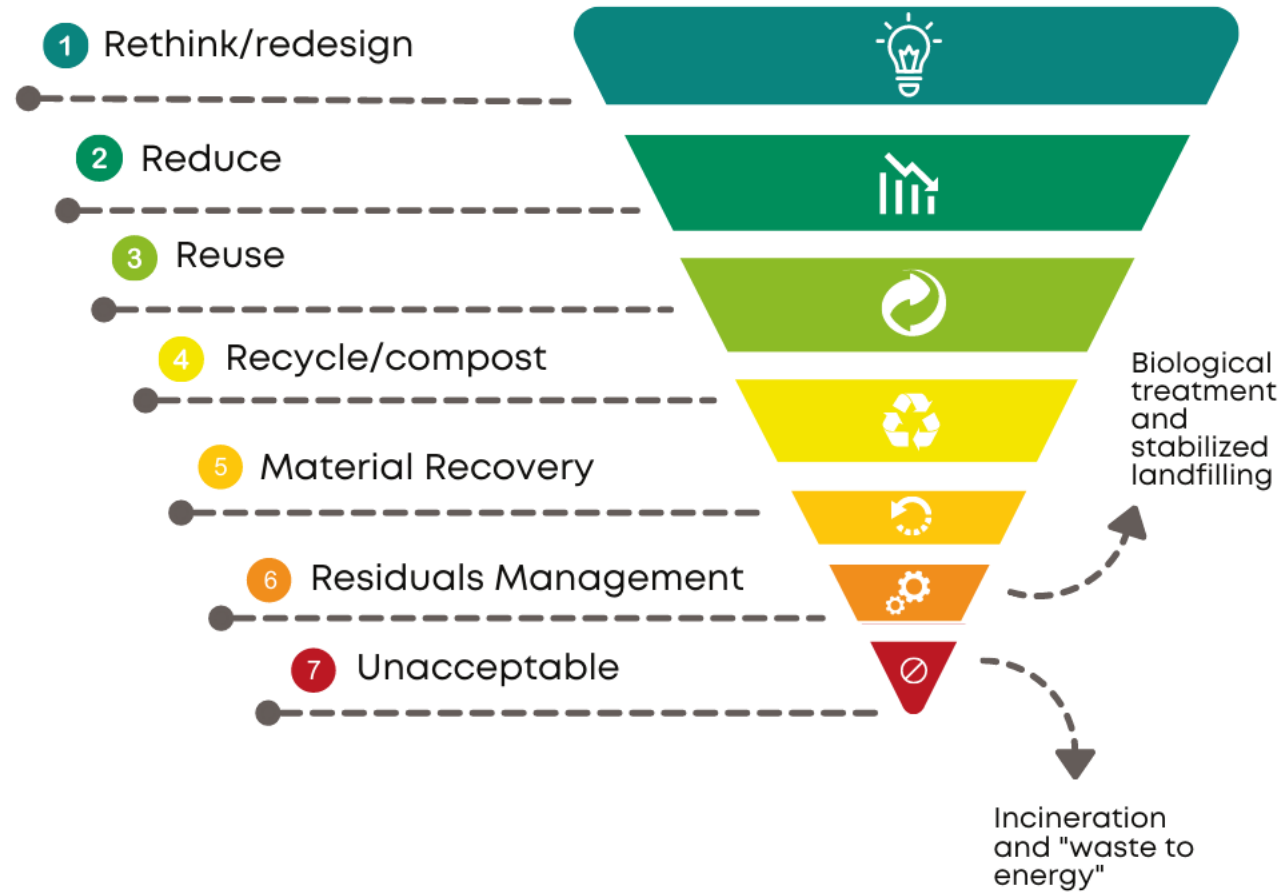 1 Rethink/redesign
2 Reduce
3 Reuse
4 Recycle/compost
Biological
treatment
and
stabilized
landfilling
5 Material Recovery
6 Residuals Management
7 Unacceptable
Incineration
and "waste to
energy"